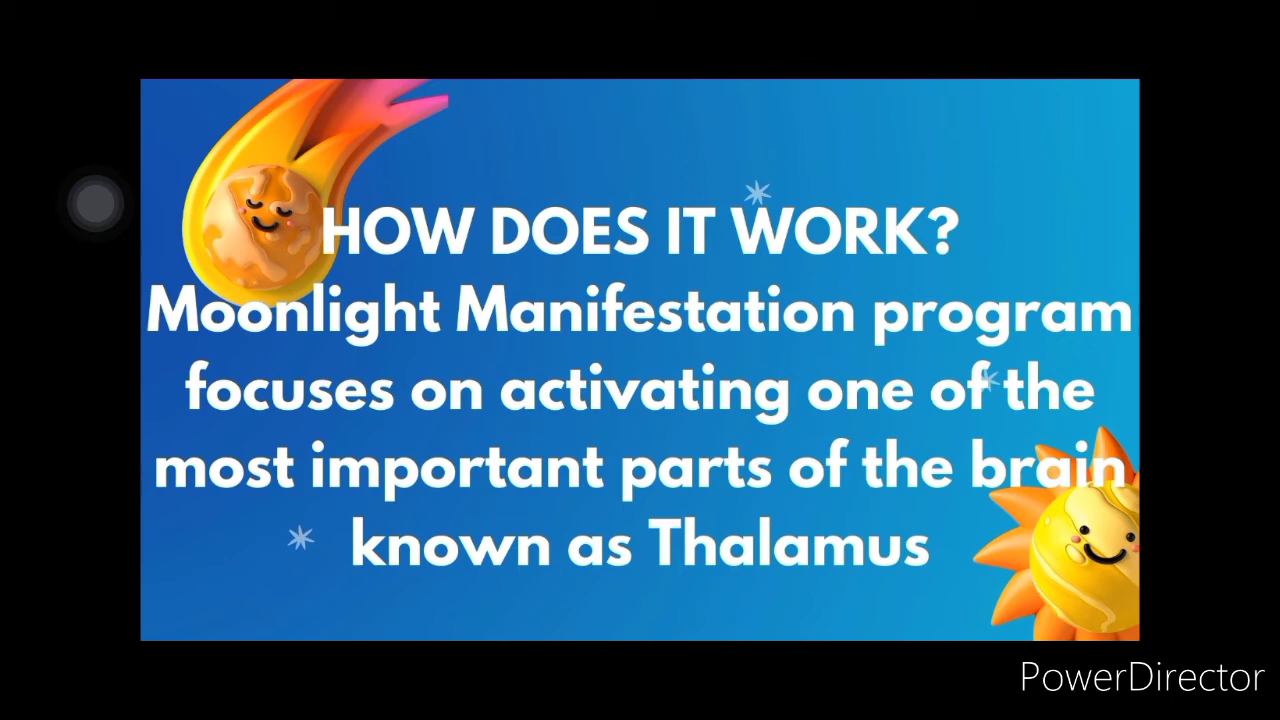 HOW DOES IT WORK?
Moonlight Manifestation program
focuses on activating one of the
most important parts of the brain
known as Thalamus
PowerDirector